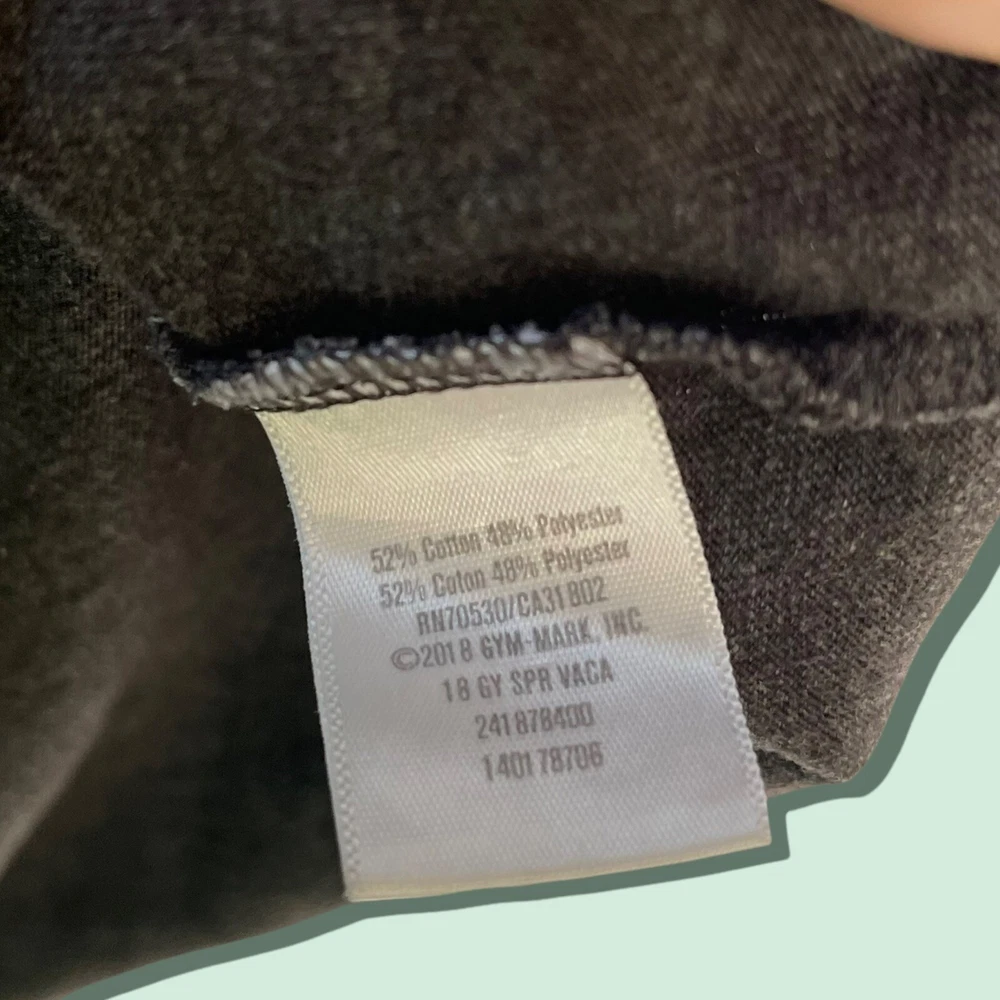 52% Cotton 48% Polyester
52% Coton 48% Polyester
RN70530/CA31802
©2018 GYM-MARK, INC.
18 GY SPR VACA
241878400
140178706